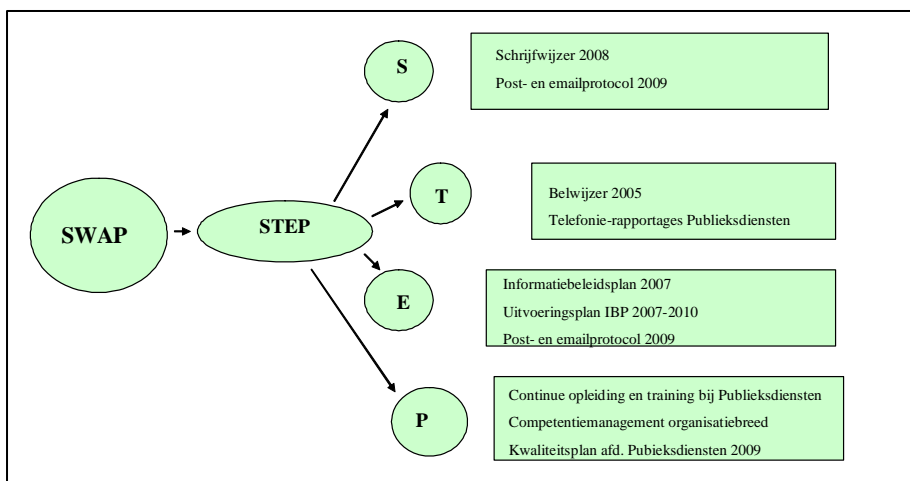 S
Schrijfwijzer 2008
Post- en emailprotocol 2009
T
Belwijzer 2005
Telefonie-rapportages Publieksdiensten
SWAP
STEP
E
Informatiebeleidsplan 2007
Uitvoeringsplan IBP 2007-2010
Post- en emailprotocol 2009
P
Continue opleiding en training bij Publieksdiensten
Competentiemanagement organisatiebreed
Kwaliteitsplan afd. Pubieksdiensten 2009